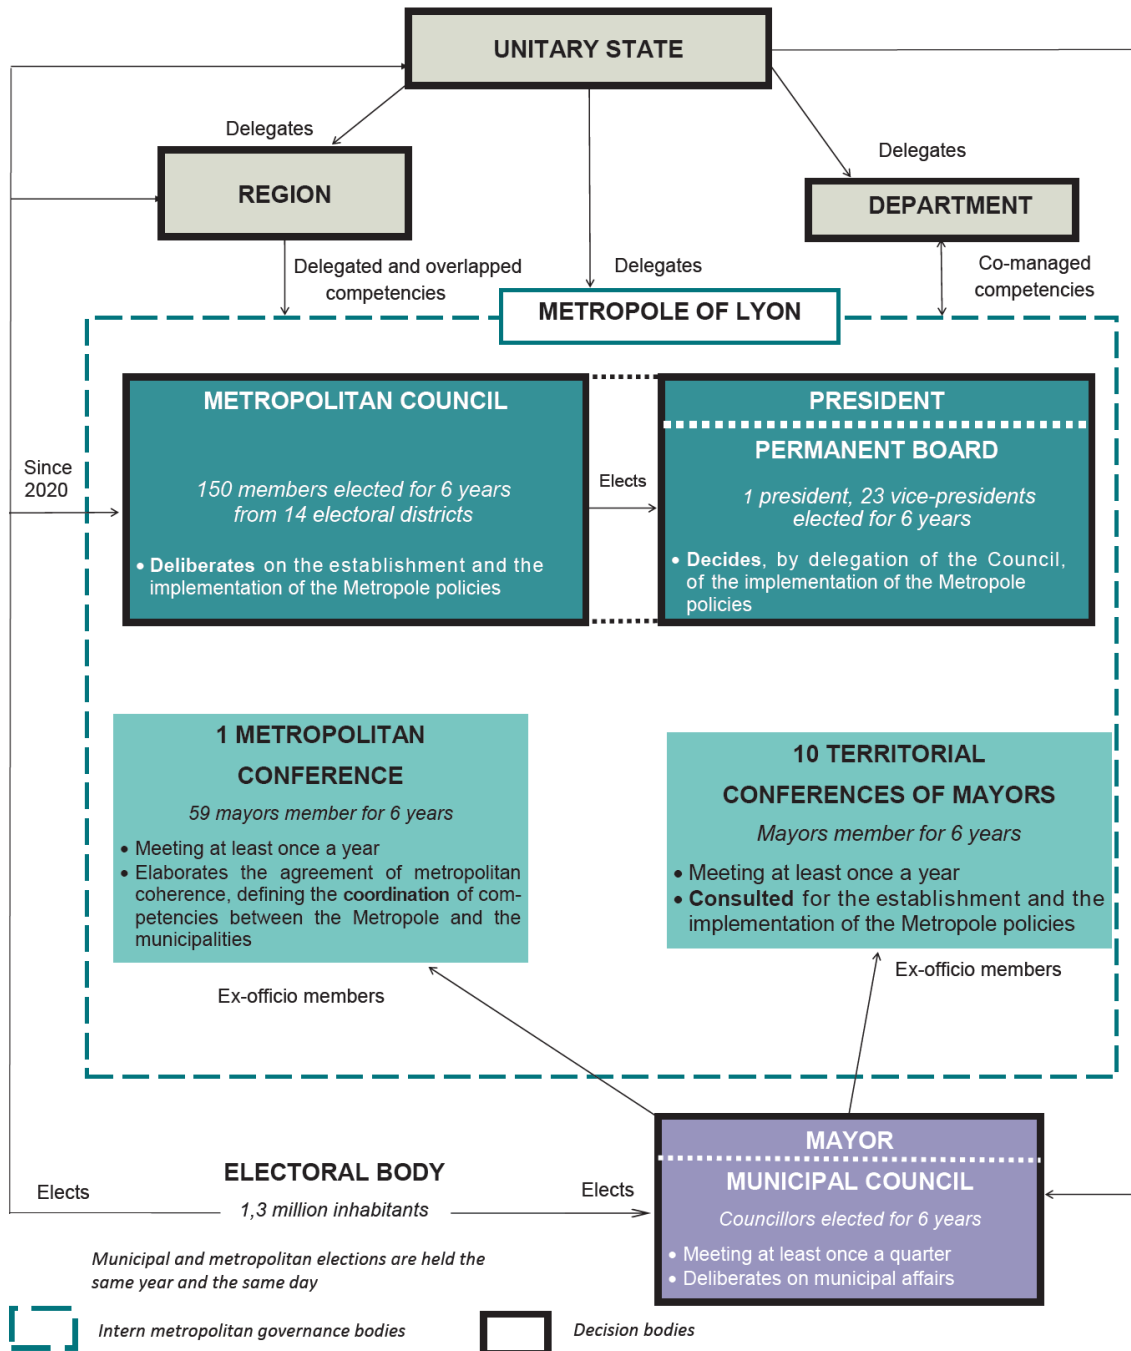 UNITARY STATE
Delegates
Delegates
REGION
DEPARTMENT
Delegated and overlapped
competencies
Delegates
Co-managed
competencies
METROPOLE OF LYON
METROPOLITAN COUNCIL
150 members elected for 6 years
from 14 electoral districts
• Deliberates on the establishment and the
implementation of the Metropole policies
Since
2020
Elects
PRESIDENT
PERMANENT BOARD
1 president, 23 vice-presidents
elected for 6 years
• Decides, by delegation of the Council,
of the implementation of the Metropole
policies
1 METROPOLITAN
CONFERENCE
59 mayors member for 6 years
• Meeting at least once a year
• Elaborates the agreement of metropolitan
coherence, defining the coordination of com-
petencies between the Metropole and the
municipalities
10 TERRITORIAL
CONFERENCES OF MAYORS
Mayors member for 6 years
• Meeting at least once a year
• Consulted for the establishment and the
implementation of the Metropole policies
Ex-officio members
Ex-officio members
MAYOR
MUNICIPAL COUNCIL
Councillors elected for 6 years
• Meeting at least once a quarter
• Deliberates on municipal affairs
ELECTORAL BODY
Elects
1,3 million inhabitants
Elects
Municipal and metropolitan elections are held the
same year and the same day
Intern metropolitan governance bodies
Decision bodies